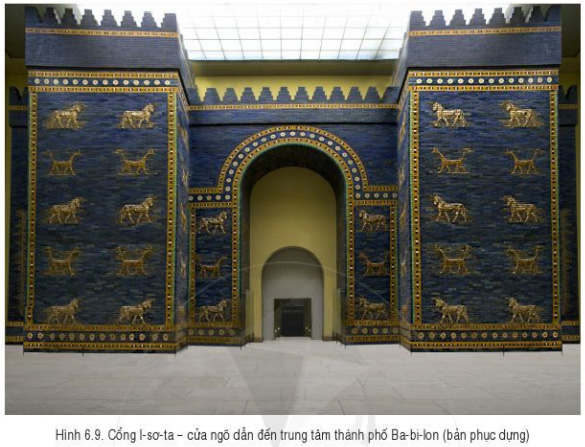 Hình 6.9. Cổng I-sơ-ta – cửa ngõ dẫn đến trung tâm thành phố Ba-bi-lon (bản phục dựng)